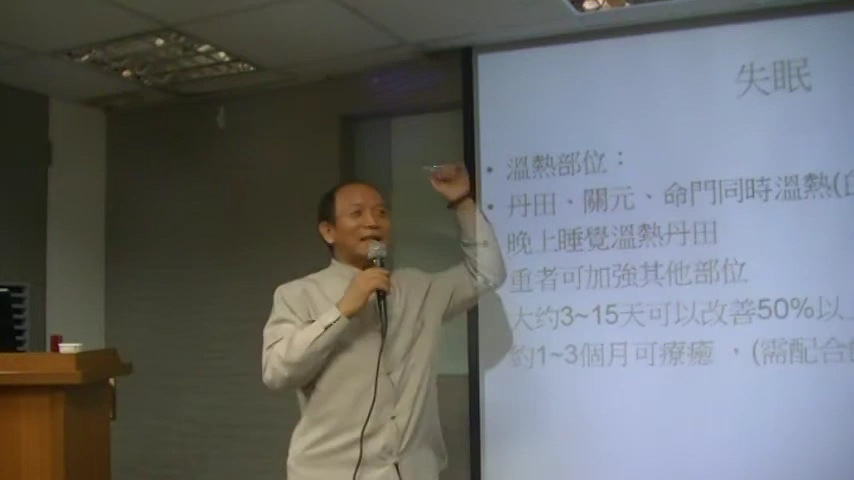 失眠
• 溫熱部位：
• 丹田、關元、命門同時溫熱(
晚上睡覺溫熱丹田
重者可加強其他部位
大約3~15天可以改善50%以
約1~3個月可療癒，(需配合